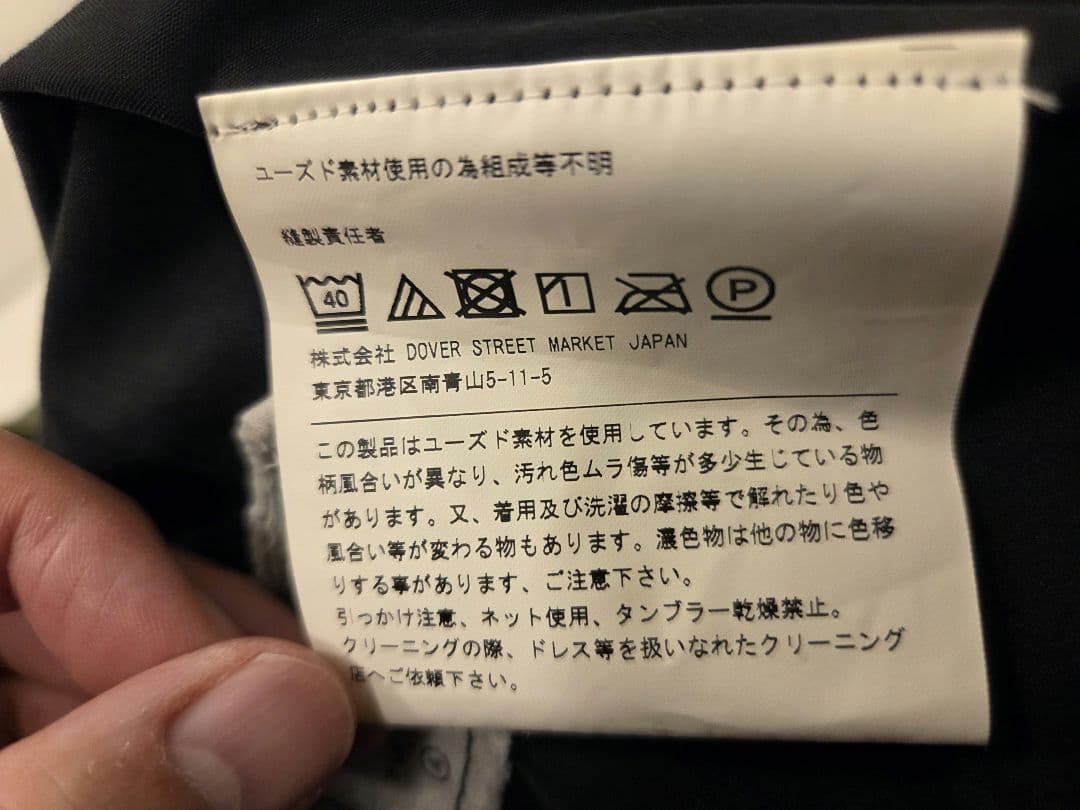 ユーズド素材使用の為組成等不明
縫製責任者
40 P
株式会社 DOVER STREET MARKET JAPAN
東京都港区南青山5-11-5
この製品はユーズド素材を使用しています。その為、色
柄風合いが異なり、汚れ色ムラ傷等が多少生じている物
があります。又、着用及び洗濯の摩擦等で解れたり色や
風合い等が変わる物もあります。濃色物は他の物に色移
りする事があります、ご注意下さい。
引っかけ注意、ネット使用、タンブラー乾燥禁止。
クリーニングの際、ドレス等を扱いなれたクリーニング
店へご依頼下さい。